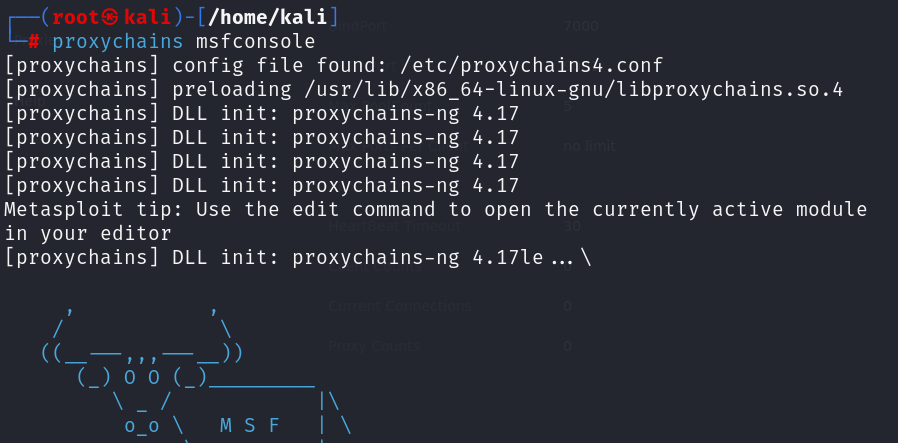 ┌──(root㉿kali)-[/home/kali]
└─# proxychains msfconsole
[proxychains] config file found: /etc/proxychains4.conf
[proxychains] preloading /usr/lib/x86_64-linux-gnu/libproxychains.so.4
[proxychains] DLL init: proxychains-ng 4.17
[proxychains] DLL init: proxychains-ng 4.17
[proxychains] DLL init: proxychains-ng 4.17
[proxychains] DLL init: proxychains-ng 4.17
Metasploit tip: Use the edit command to open the currently active module
in your editor
[proxychains] DLL init: proxychains-ng 4.17le...\
     ,           ,
    /             \
   ((__---,,,---__))
      (_) O O (_)_________
         \ _ /            |\
          o_o \   M S F   | \
7000
no limit
HeartBeat Timeout
30
0
Current Connections
0
Proxy Counts
0